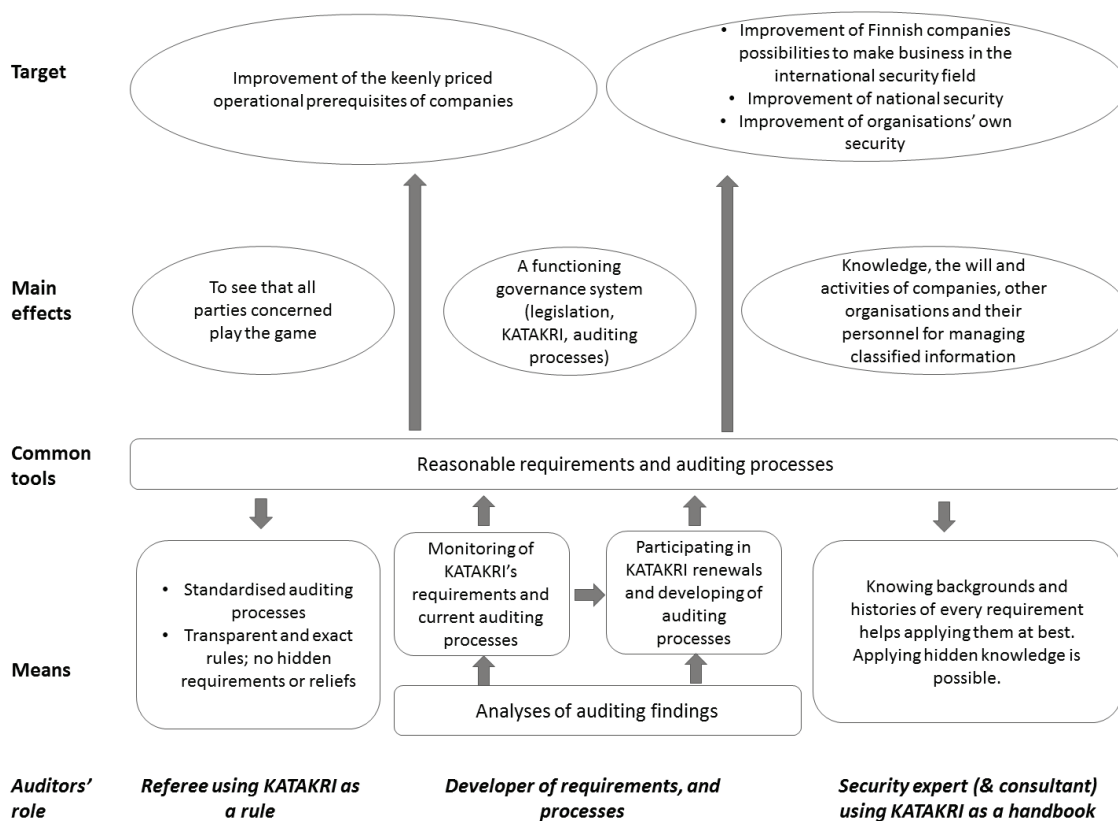 Target
Improvement of the keenly priced
operational prerequisites of companies
• Improvement of Finnish companies
possibilities to make business in the
international security field
• Improvement of national security
• Improvement of organisations’ own
security
Main
effects
To see that all
parties concerned
play the game
A functioning
governance system
(legislation,
KATAKRI, auditing
processes)
Knowledge, the will and
activities of companies, other
organisations and their
personnel for managing
classified information
Common
tools
Reasonable requirements and auditing processes
Means
• Standardised auditing
processes
• Transparent and exact
rules; no hidden
requirements or reliefs
Monitoring of
KATAKRI’s
requirements and
current auditing
processes
Participating in
KATAKRI renewals
and developing of
auditing
processes
Analyses of auditing findings
Knowing backgrounds and
histories of every requirement
helps applying them at best.
Applying hidden knowledge is
possible.
Auditors’
role
Referee using KATAKRI as
a rule
Developer of requirements, and
processes
Security expert (& consultant)
using KATAKRI as a handbook